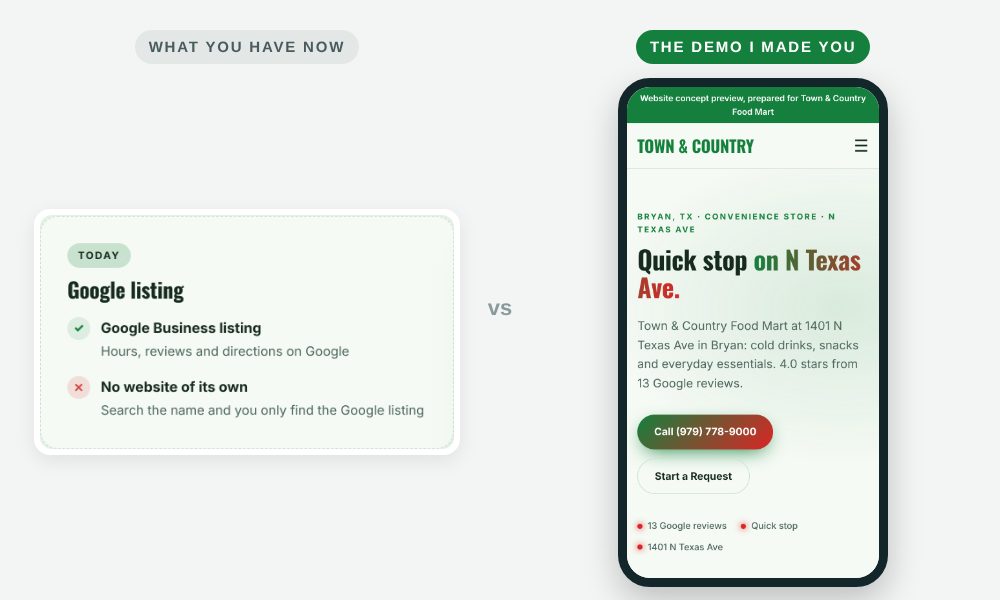 WHAT YOU HAVE NOW
THE DEMO I MADE YOU
TODAY
Google listing
Google Business listing
Hours, reviews and directions on Google
No website of its own
Search the name and you only find the Google listing
VS
Website concept preview, prepared for Town & Country
Food Mart
TOWN & COUNTRY
BRYAN, TX · CONVENIENCE STORE · N
TEXAS AVE
Quick stop on N Texas
Ave.
Town & Country Food Mart at 1401 N
Texas Ave in Bryan: cold drinks, snacks
and everyday essentials. 4.0 stars from
13 Google reviews.
Call (979) 778-9000
Start a Request
13 Google reviews
Quick stop
1401 N Texas Ave